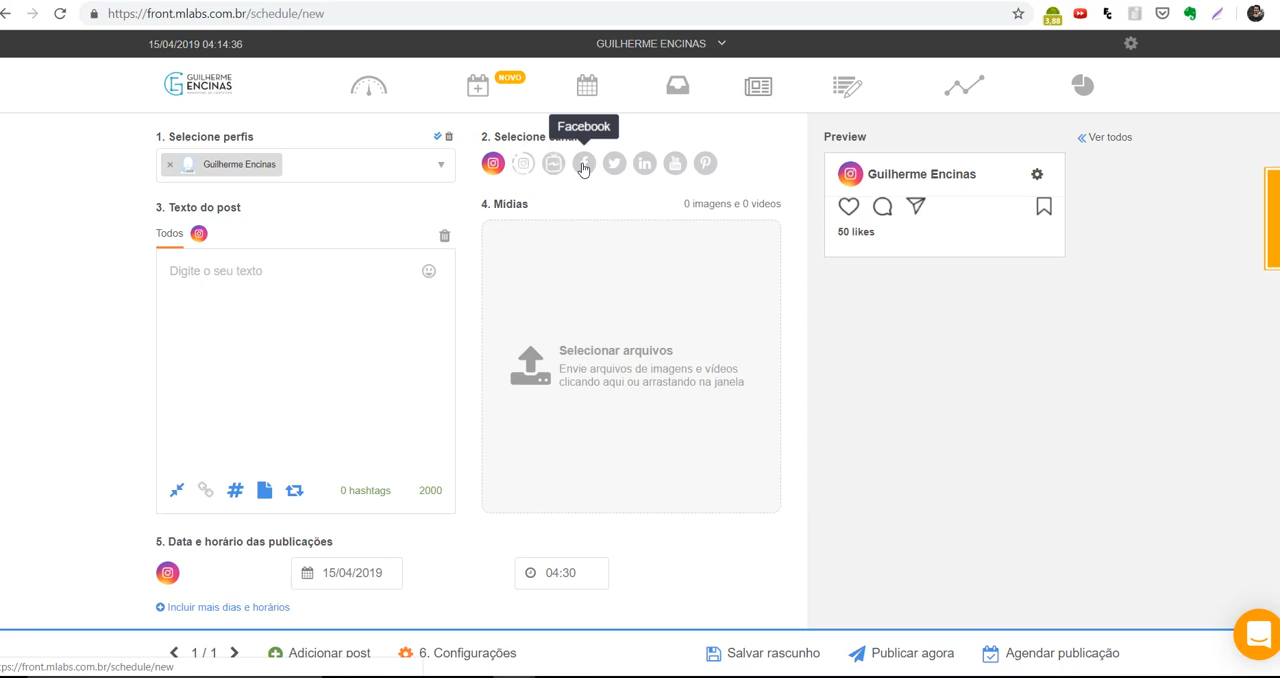 https://front.mlabs.com.br/schedule/new
3.88
15/04/2019 04:14:36
GUILHERME ENCINAS
GUILHERME
ENCINAS
NOVO
1. Selecione perfis
2. Selecione
Facebook
Preview
Ver todos
× Guilherme Encinas
Guilherme Encinas
3. Texto do post
4. Midias
0 imagens e 0 videos
Todos
50 likes
Digite o seu texto
Selecionar arquivos
Envie arquivos de imagens e vídeos
clicando aqui ou arrastando na janela
0 hashtags
2000
5. Data e horário das publicações
15/04/2019
04:30
Incluir mais dias e horários
1 / 1
Adicionar post
6. Configurações
Salvar rascunho
Publicar agora
Agendar publicação
ps://front.mlabs.com.br/schedule/new